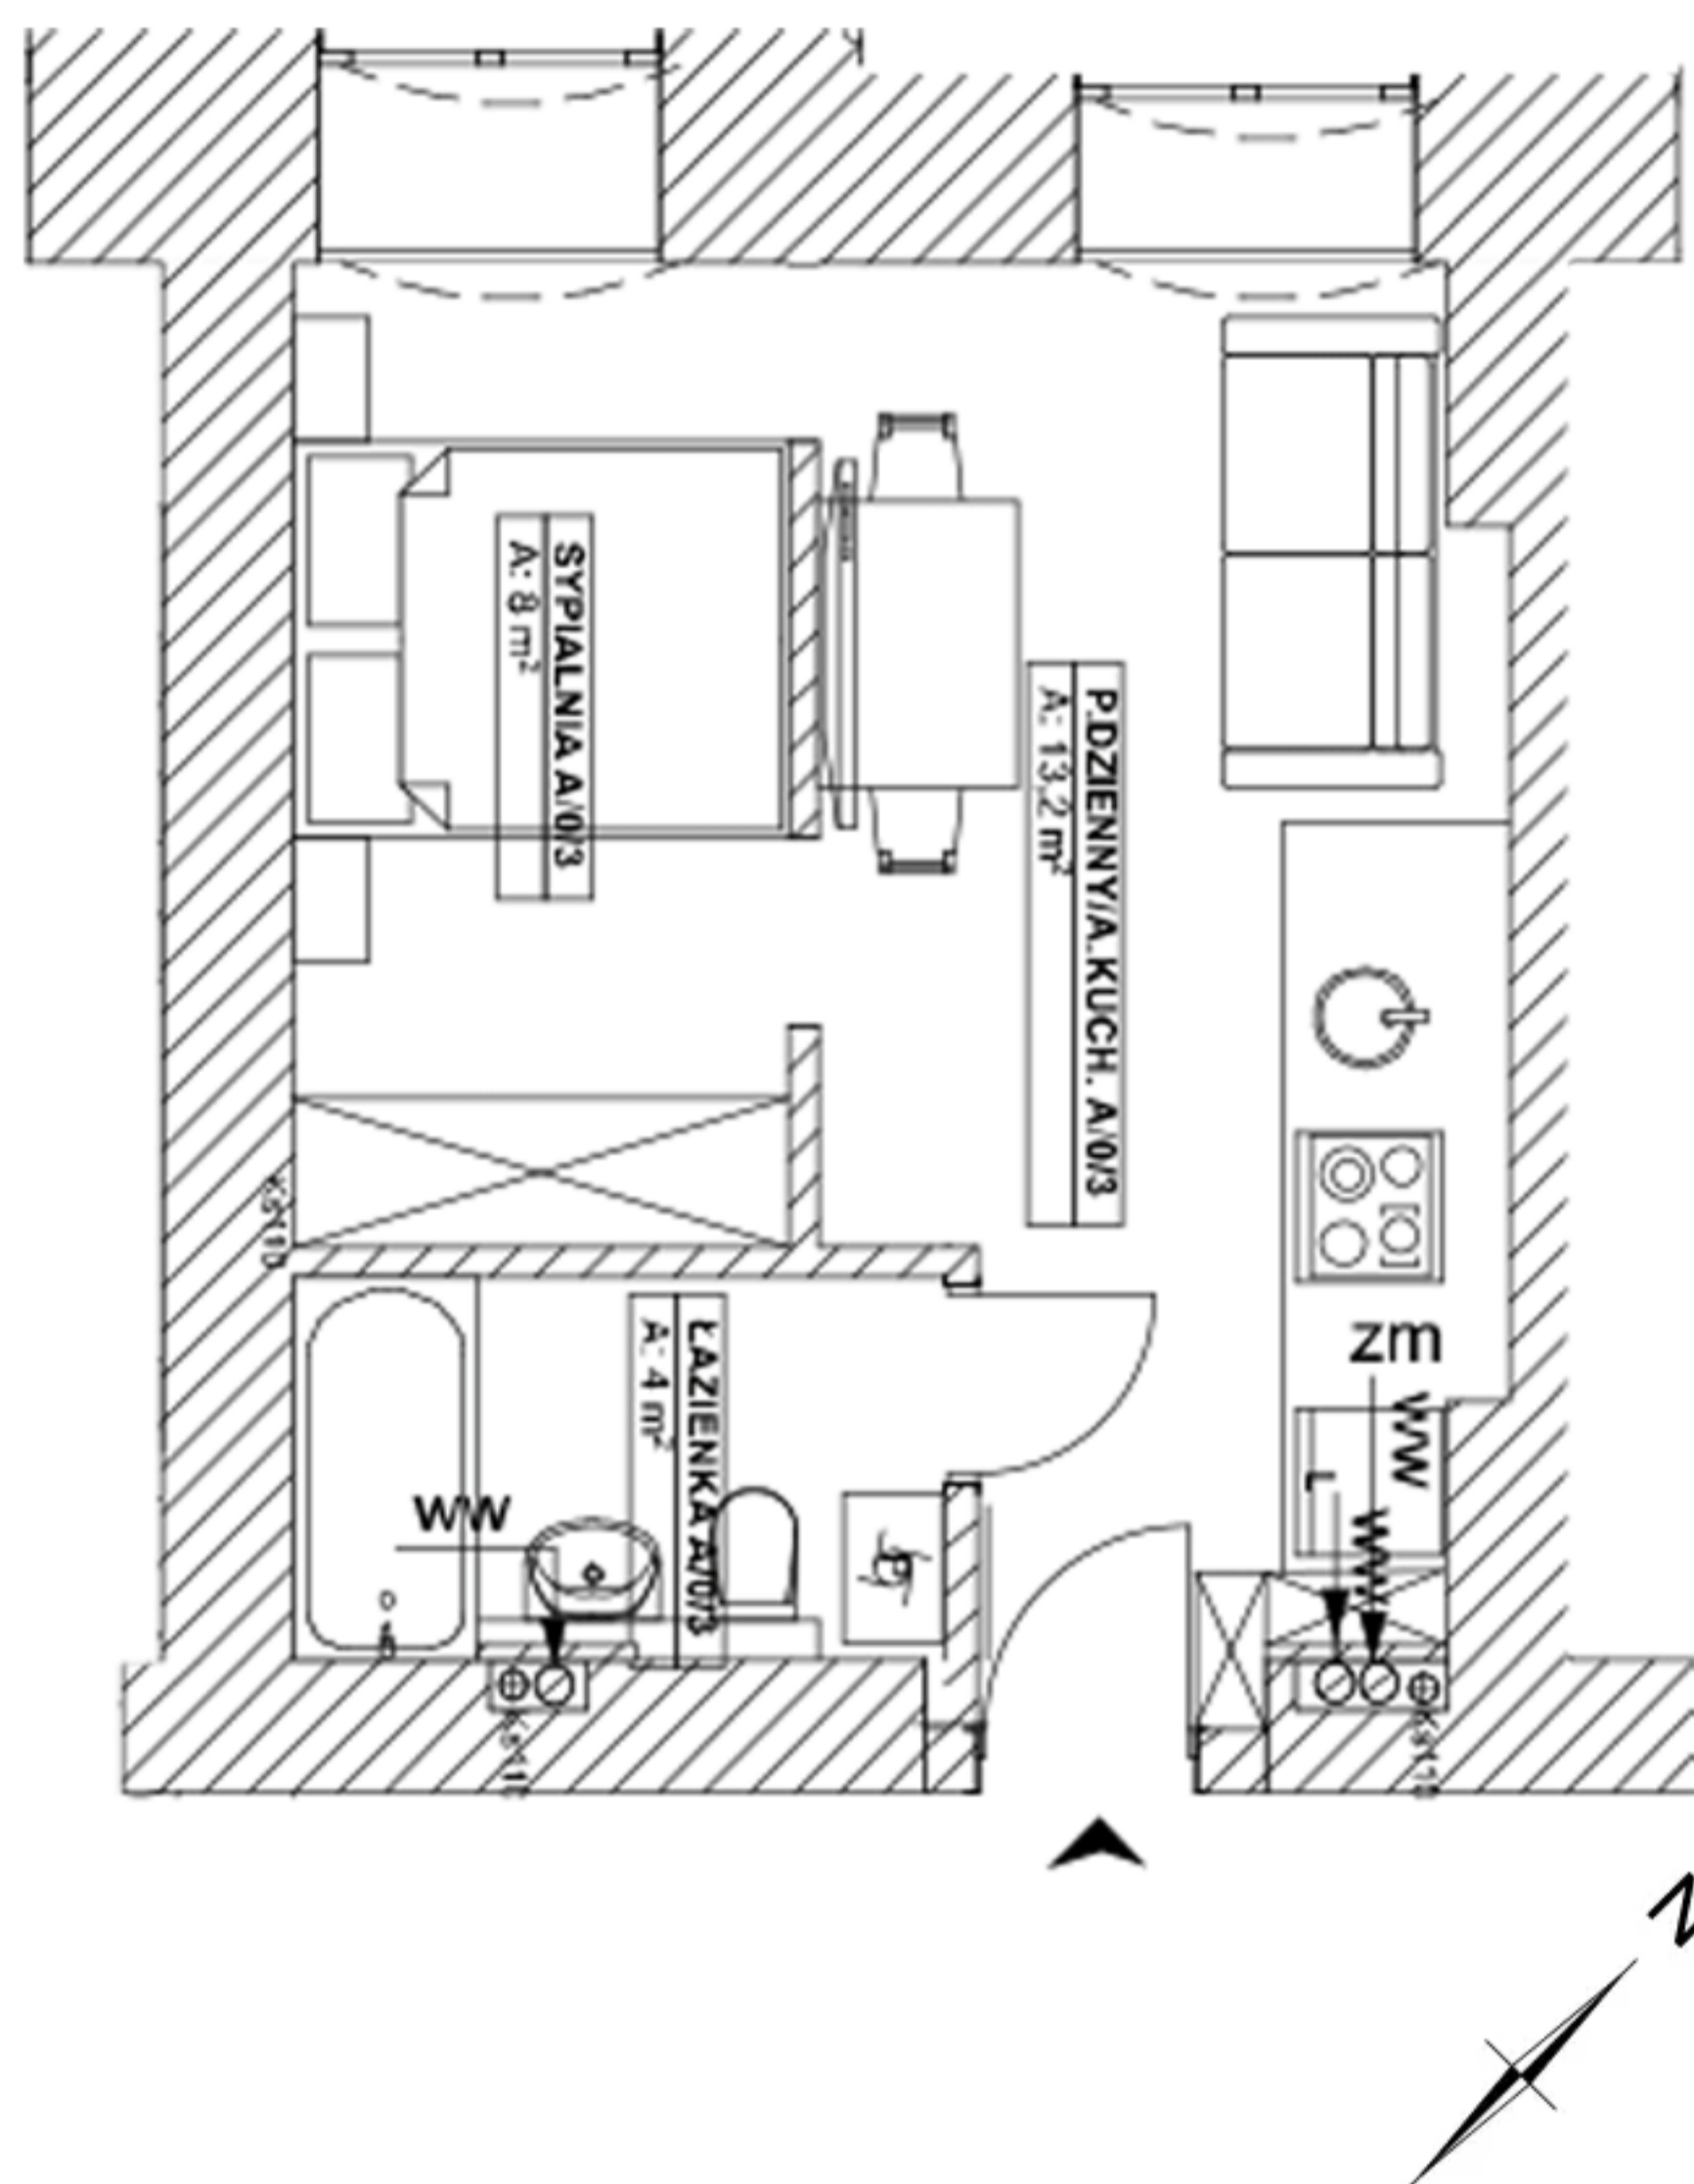 SYPIALNIA A/0/3
A: 8 m²
P.DZIENNY/A.KUCH. A/0/3
A: 13,2 m²
ŁAZIENKA A/0/3
A: 4 m²
zm
WW
L
WW
WW
N